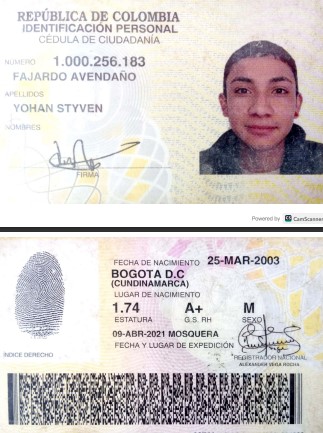 REPÚBLICA DE COLOMBIA
IDENTIFICACIÓN PERSONAL
CÉDULA DE CIUDADANÍA
NUMERO 1.000.256.183
FAJARDO AVENDAÑO
APELLIDOS
YOHAN STYVEN
NOMBRES
FIRMA
Powered by CamScanner
FECHA DE NACIMIENTO 25-MAR-2003
BOGOTA D.C
(CUNDINAMARCA)
LUGAR DE NACIMIENTO
1.74 A+ M
ESTATURA G.S. RH SEXO
09-ABR-2021 MOSQUERA
FECHA Y LUGAR DE EXPEDICIÓN
INDICE DERECHO
REGISTRADOR NACIONAL
ALEXANDER VEGA ROCHA